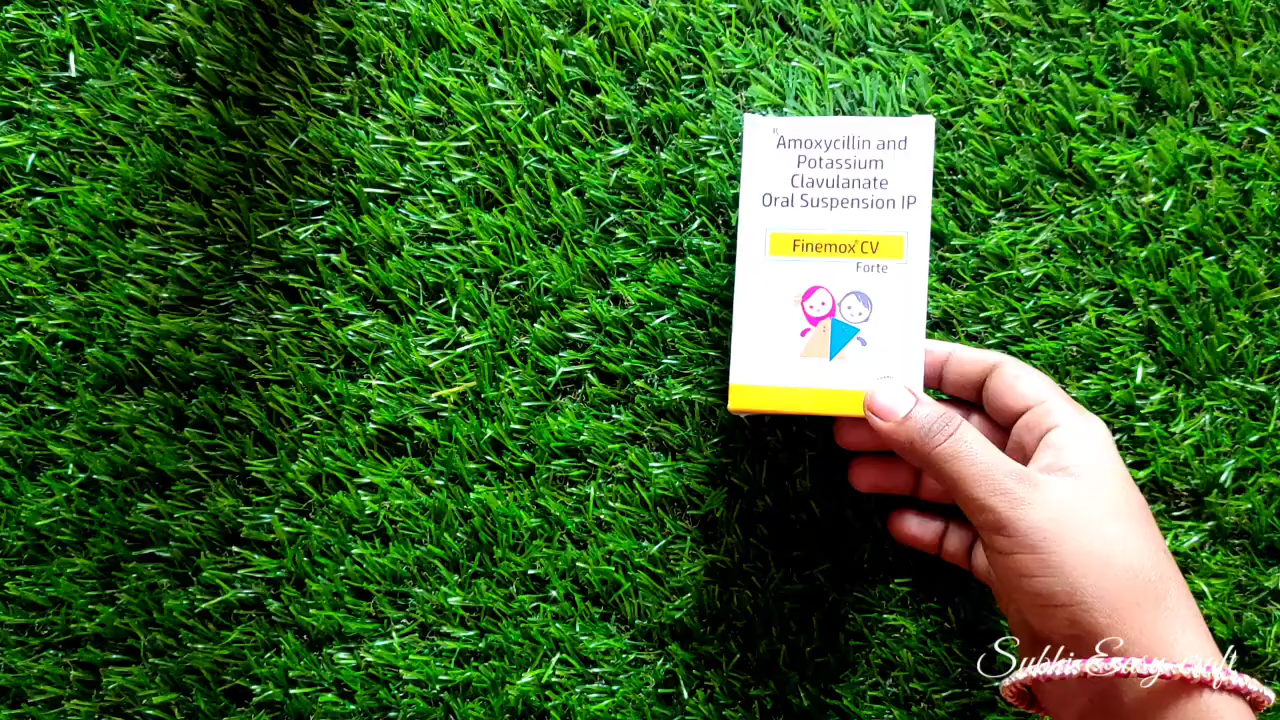 Amoxycillin and
Potassium
Clavulanate
Oral Suspension IP
Finemox® CV
Forte